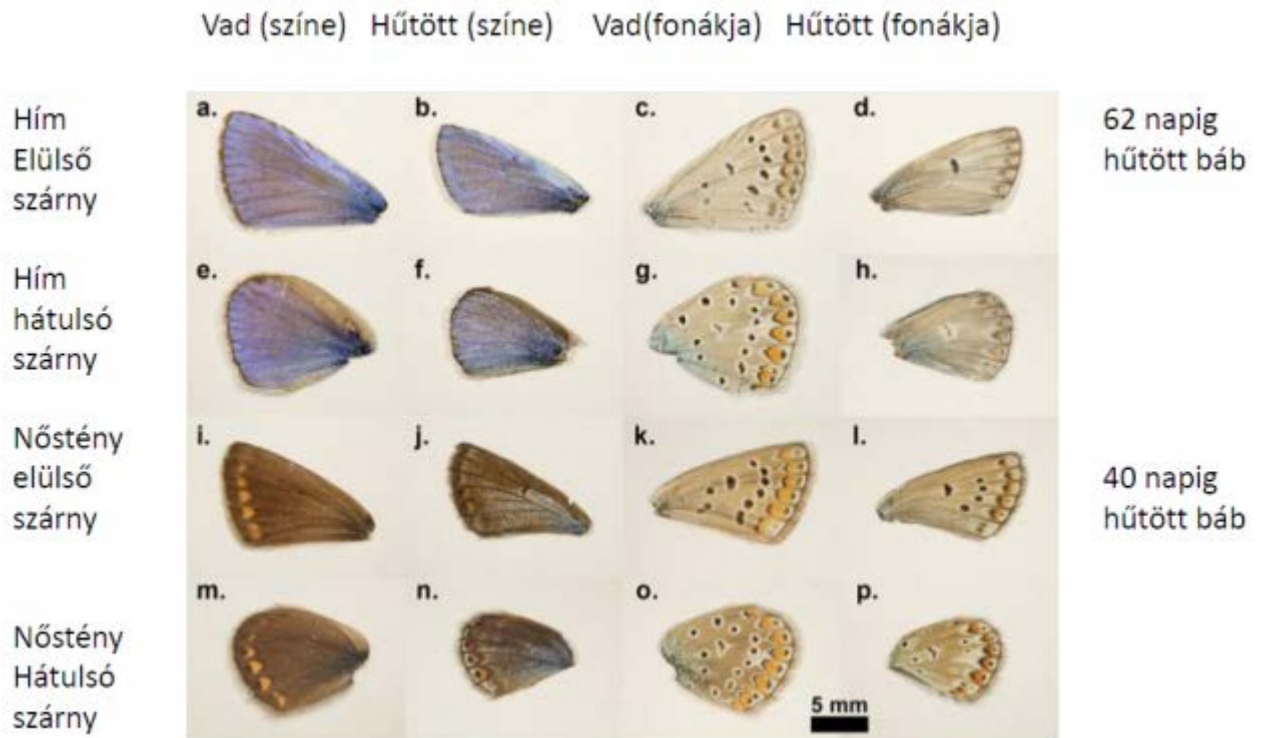 Vad (színe) Hűtött (színe) Vad(fonákja) Hűtött (fonákja)
Hím
Elülső
szárny
a. b. c. d.
62 napig
hűtött báb
Hím
hátulsó
szárny
e. f. g. h.
Nőstény
elülső
szárny
i. j. k. l.
40 napig
hűtött báb
Nőstény
Hátulsó
szárny
m. n. o. p.
5 mm